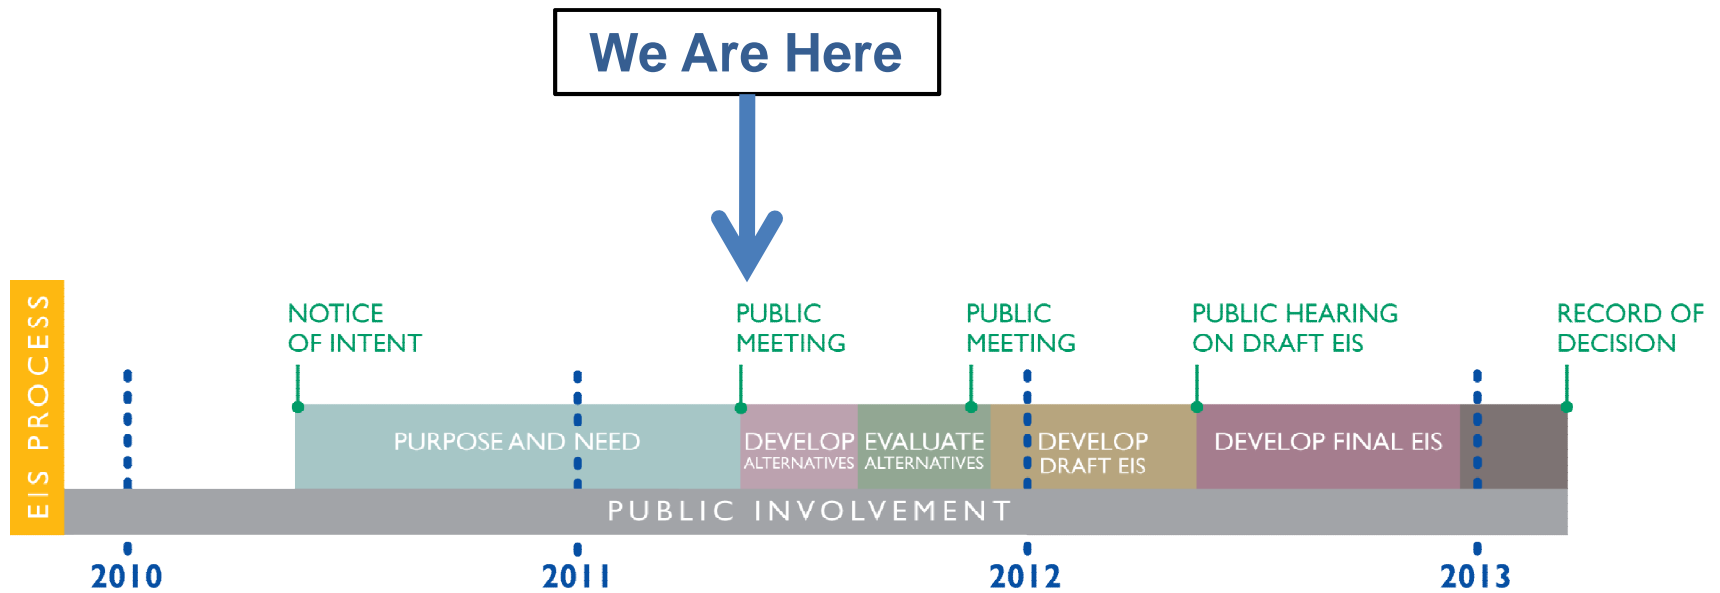 We Are Here
EIS PROCESS
NOTICE
OF INTENT
PUBLIC
MEETING
PUBLIC
MEETING
PUBLIC HEARING
ON DRAFT EIS
RECORD OF
DECISION
PURPOSE AND NEED
DEVELOP
ALTERNATIVES
EVALUATE
ALTERNATIVES
DEVELOP
DRAFT EIS
DEVELOP FINAL EIS
PUBLIC INVOLVEMENT
2010
2011
2012
2013